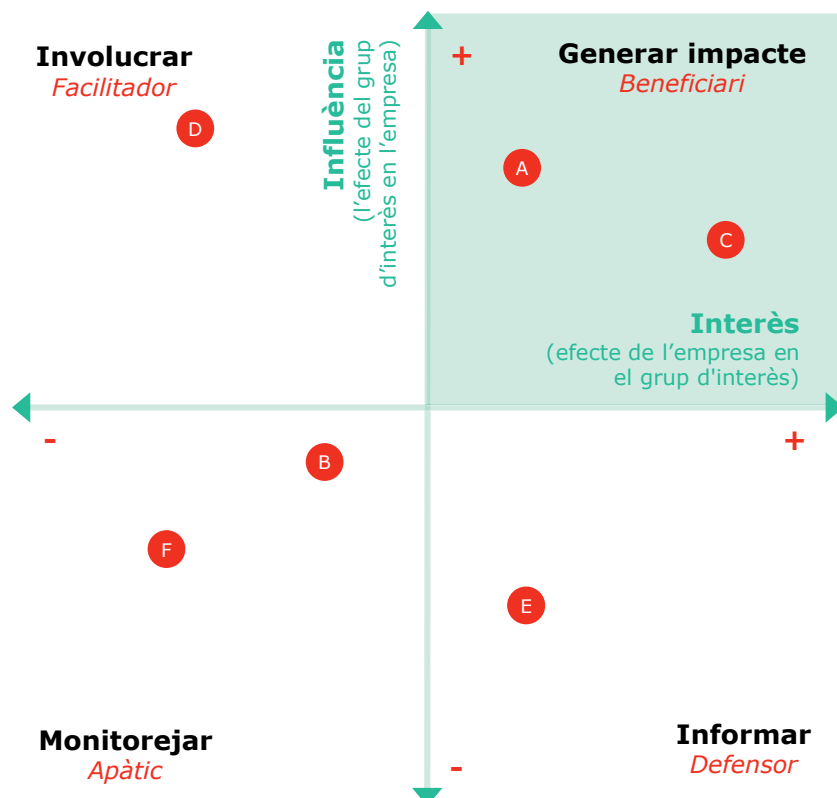 Involucrar
Facilitador
D
Influència
(l’efecte del grup
d’interès en l’empresa)
+
Generar impacte
Beneficiari
A
C
Interès
(efecte de l’empresa en
el grup d'interès)
-
+
B
F
E
Monitorejar
Apàtic
-
Informar
Defensor